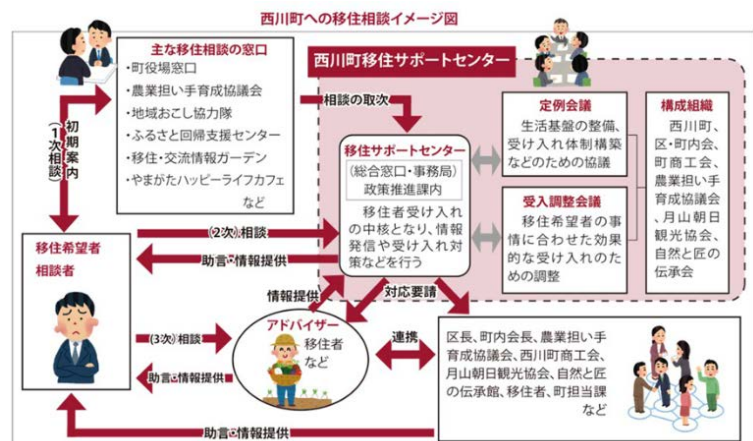 西川町への移住相談イメージ図
主な移住相談の窓口
・町役場窓口
・農業担い手育成協議会
・地域おこし協力隊
・ふるさと回帰支援センター
・移住・交流情報ガーデン
・やまがたハッピーライフカフェ
など
初期案内
(1次相談)
相談の取次
西川町移住サポートセンター
移住サポートセンター
(総合窓口・事務局)
政策推進課内
移住者受け入れ
の中核となり、情報
発信や受け入れ対
策などを行う
定例会議
生活基盤の整備、
受け入れ体制構築
などのための協議
受入調整会議
移住希望者の事
情に合わせた効果
的な受け入れのた
めの調整
構成組織
西川町、
区・町内会、
町商工会、
農業担い手
育成協議会
、月山朝日
観光協会、
自然と匠の
伝承会
移住希望者
相談者
(2次)相談
助言・情報提供
情報提供
対応要請
(3次)相談
助言・情報提供
アドバイザー
移住者
など
連携
区長、町内会長、農業担い手
育成協議会、西川町商工会、
月山朝日観光協会、自然と匠
の伝承館、移住者、町担当課
など
助言・情報提供